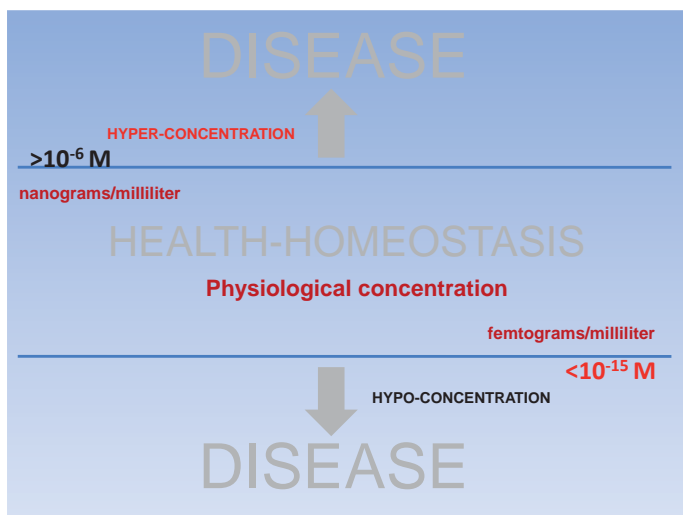 DISEASE
HYPER-CONCENTRATION
>10⁻⁶ M
nanograms/milliliter
HEALTH-HOMEOSTASIS
Physiological concentration
femtograms/milliliter
<10⁻¹⁵ M
HYPO-CONCENTRATION
DISEASE